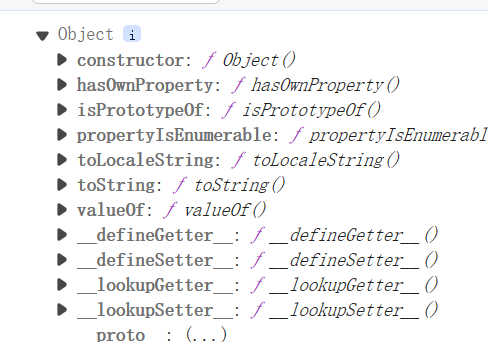 Object i
constructor: ƒ Object()
hasOwnProperty: ƒ hasOwnProperty()
isPrototypeOf: ƒ isPrototypeOf()
propertyIsEnumerable: ƒ propertyIsEnumerabl
toLocaleString: ƒ toLocaleString()
toString: ƒ toString()
valueOf: ƒ valueOf()
__defineGetter__: ƒ __defineGetter__()
__defineSetter__: ƒ __defineSetter__()
__lookupGetter__: ƒ __lookupGetter__()
__lookupSetter__: ƒ __lookupSetter__()
proto : (...)